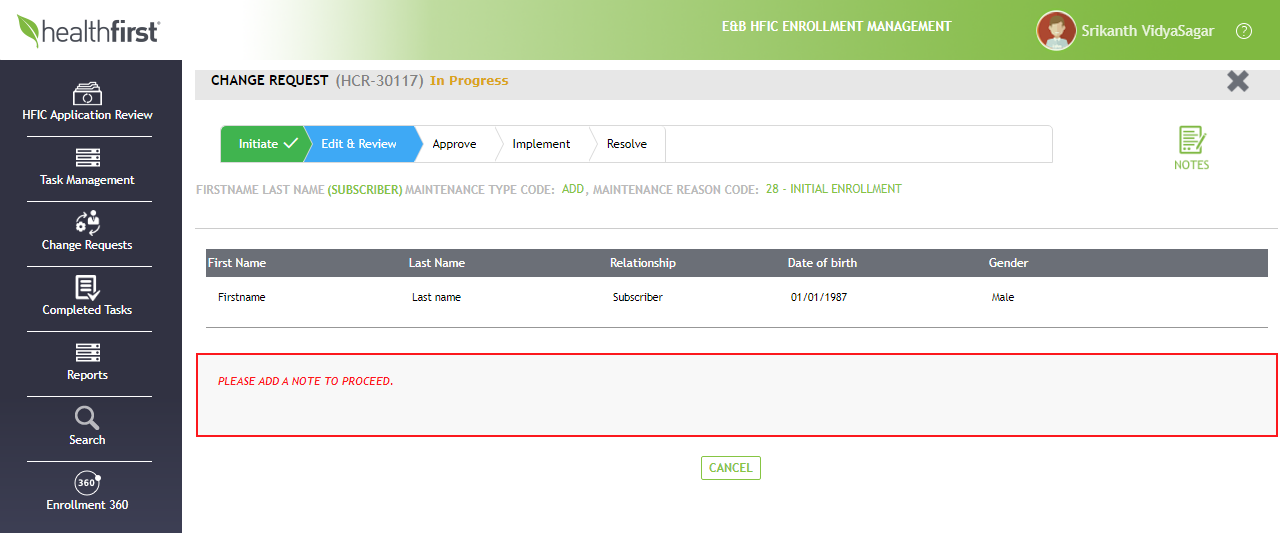 healthfirst
E&B HFIC ENROLLMENT MANAGEMENT
Srikanth VidyaSagar
?
HFIC Application Review
Task Management
Change Requests
Completed Tasks
Reports
Search
360
Enrollment 360
CHANGE REQUEST (HCR-30117) In Progress
Initiate Edit & Review Approve Implement Resolve
NOTES
FIRSTNAME LAST NAME (SUBSCRIBER) MAINTENANCE TYPE CODE: ADD, MAINTENANCE REASON CODE: 28 - INITIAL ENROLLMENT
First Name Last Name Relationship Date of birth Gender
Firstname Last name Subscriber 01/01/1987 Male
PLEASE ADD A NOTE TO PROCEED.
CANCEL